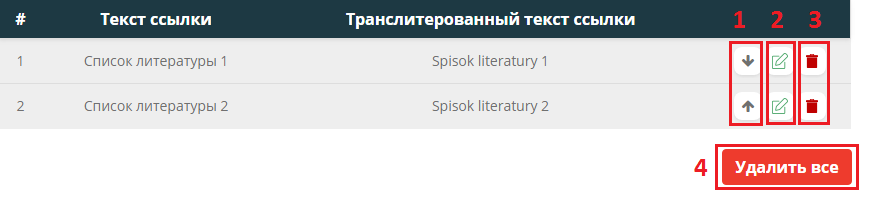 # Текст ссылки Транслитерованный текст ссылки 1 2 3
1 Список литературы 1 Spisok literatury 1
2 Список литературы 2 Spisok literatury 2
4 Удалить все